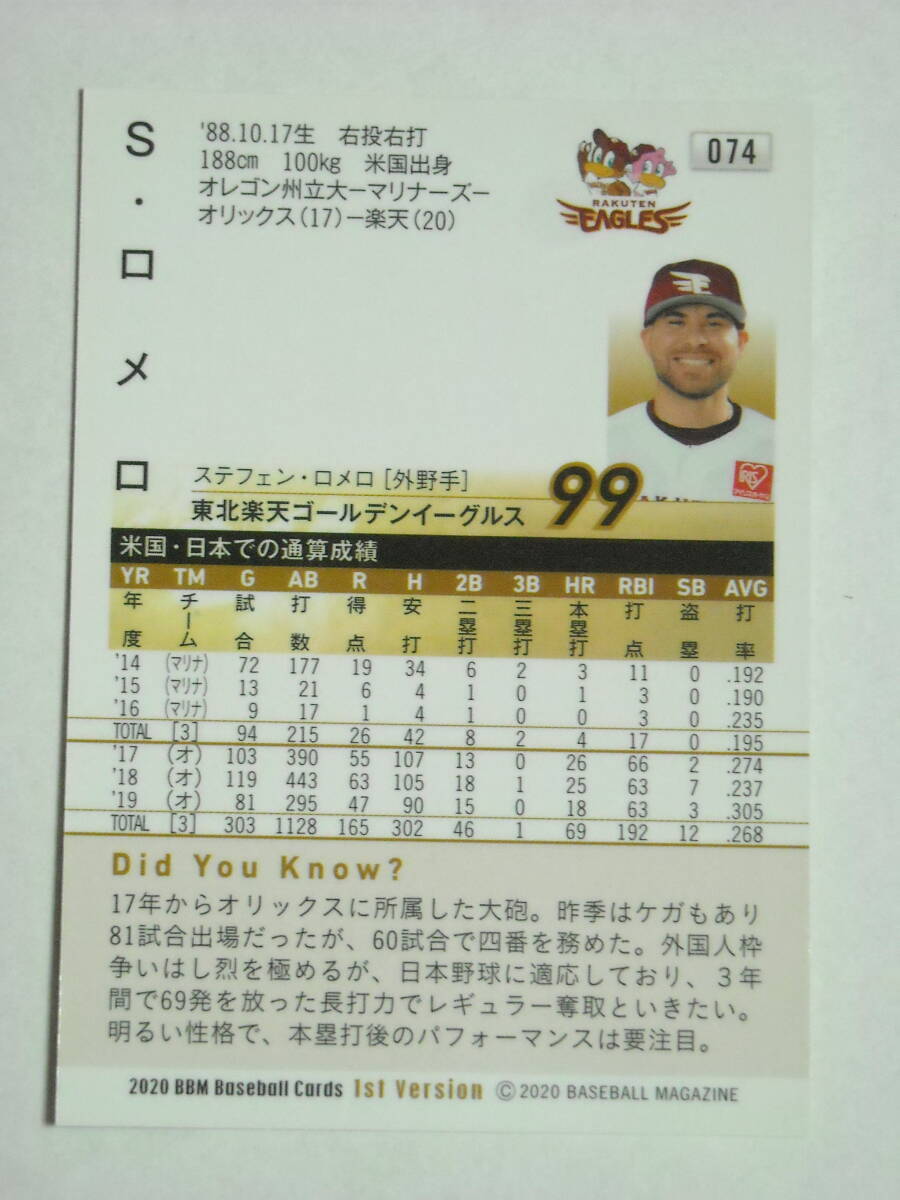 S・ロメロ
'88.10.17生 右投右打
188cm 100kg 米国出身
オレゴン州立大ーマリナーズー
オリックス(17)ー楽天(20)
RAKUTEN
EAGLES
074
IRIS
ステフェン・ロメロ [外野手]
東北楽天ゴールデンイーグルス
99
米国・日本での通算成績
YR TM G AB R H 2B 3B HR RBI SB AVG
年度 チーム 試合 打数 得点 安打 二塁打 三塁打 本塁打 打点 盗塁 打率
'14 (マリナ) 72 177 19 34 6 2 3 11 0 .192
'15 (マリナ) 13 21 6 4 1 0 1 3 0 .190
'16 (マリナ) 9 17 1 4 1 0 0 3 0 .235
TOTAL [3] 94 215 26 42 8 2 4 17 0 .195
'17 (オ) 103 390 55 107 13 0 26 66 2 .274
'18 (オ) 119 443 63 105 18 1 25 63 7 .237
'19 (オ) 81 295 47 90 15 0 18 63 3 .305
TOTAL [3] 303 1128 165 302 46 1 69 192 12 .268
Did You Know?
17年からオリックスに所属した大砲。昨季はケガもあり
81試合出場だったが、60試合で四番を務めた。外国人枠
争いはし烈を極めるが、日本野球に適応しており、3年
間で69発を放った長打力でレギュラー奪取といきたい。
明るい性格で、本塁打後のパフォーマンスは要注目。
2020 BBM Baseball Cards 1st Version ©2020 BASEBALL MAGAZINE